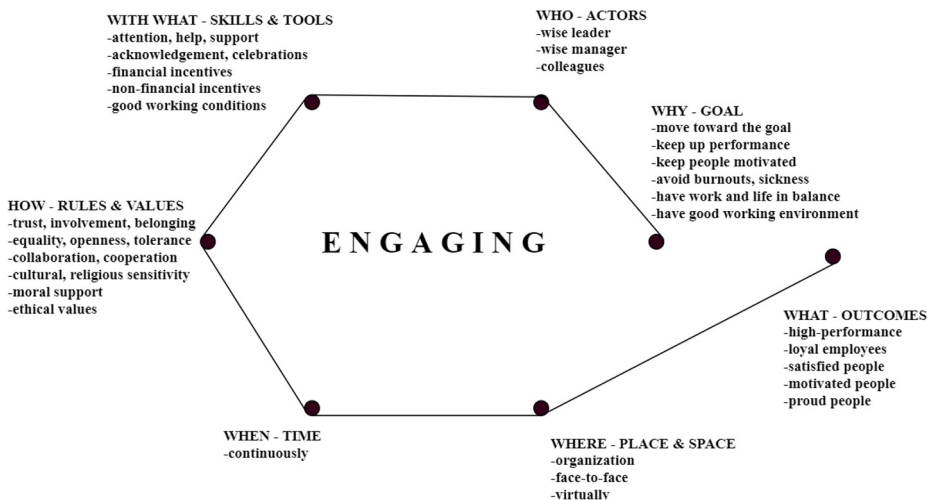 WITH WHAT - SKILLS & TOOLS
-attention, help, support
-acknowledgement, celebrations
-financial incentives
-non-financial incentives
-good working conditions
WHO - ACTORS
-wise leader
-wise manager
-colleagues
WHY - GOAL
-move toward the goal
-keep up performance
-keep people motivated
-avoid burnouts, sickness
-have work and life in balance
-have good working environment
HOW - RULES & VALUES
-trust, involvement, belonging
-equality, openness, tolerance
-collaboration, cooperation
-cultural, religious sensitivity
-moral support
-ethical values
ENGAGING
WHAT - OUTCOMES
-high-performance
-loyal employees
-satisfied people
-motivated people
-proud people
WHEN - TIME
-continuously
WHERE - PLACE & SPACE
-organization
-face-to-face
-virtually